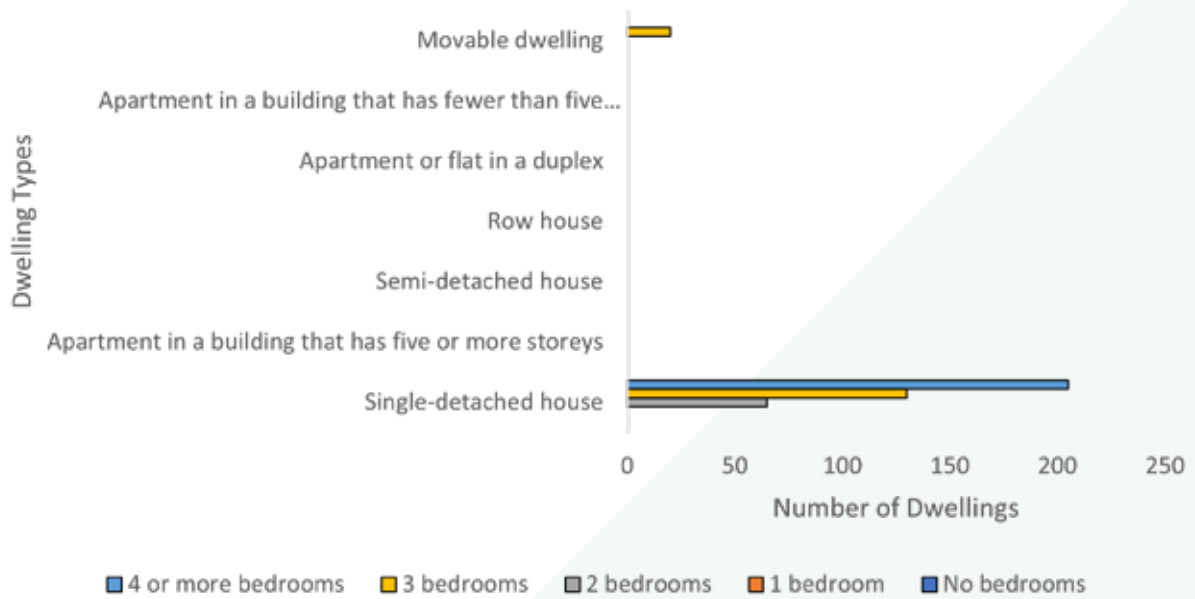 Dwelling Types
Movable dwelling
Apartment in a building that has fewer than five...
Apartment or flat in a duplex
Row house
Semi-detached house
Apartment in a building that has five or more storeys
Single-detached house
0 50 100 150 200 250
Number of Dwellings
4 or more bedrooms 3 bedrooms 2 bedrooms 1 bedroom No bedrooms